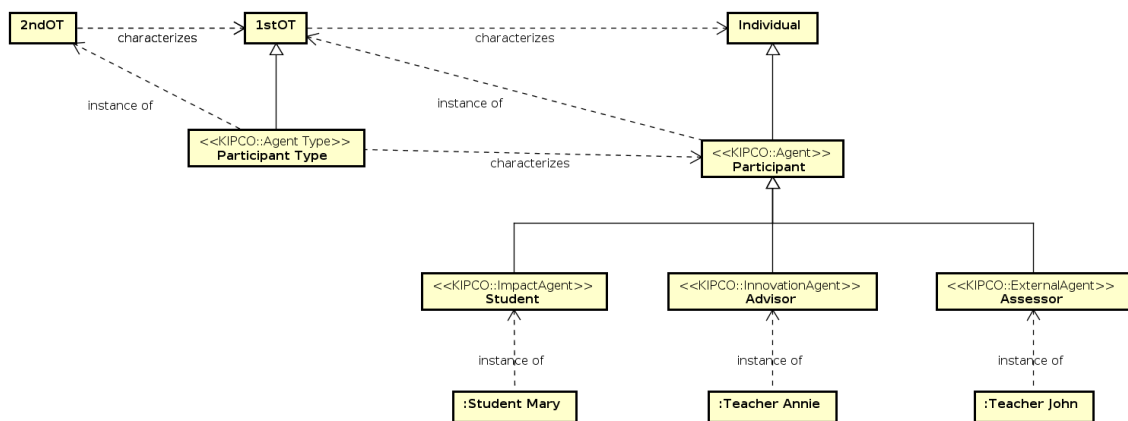 2ndOT
1stOT
Individual
characterizes
characterizes
instance of
instance of
<<KIPCO::Agent Type>>
Participant Type
characterizes
<<KIPCO::Agent>>
Participant
<<KIPCO::ImpactAgent>>
Student
<<KIPCO::InnovationAgent>>
Advisor
<<KIPCO::ExternalAgent>>
Assessor
instance of
instance of
instance of
:Student Mary
:Teacher Annie
:Teacher John